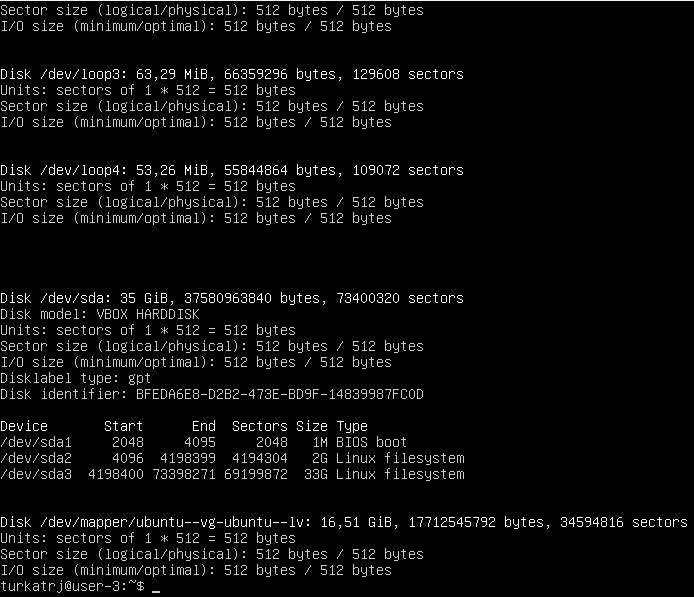 Sector size (logical/physical): 512 bytes / 512 bytes
I/O size (minimum/optimal): 512 bytes / 512 bytes
Disk /dev/loop3: 63,29 MiB, 66359296 bytes, 129608 sectors
Units: sectors of 1 * 512 = 512 bytes
Sector size (logical/physical): 512 bytes / 512 bytes
I/O size (minimum/optimal): 512 bytes / 512 bytes
Disk /dev/loop4: 53,26 MiB, 55844864 bytes, 109072 sectors
Units: sectors of 1 * 512 = 512 bytes
Sector size (logical/physical): 512 bytes / 512 bytes
I/O size (minimum/optimal): 512 bytes / 512 bytes
Disk /dev/sda: 35 GiB, 37580963840 bytes, 73400320 sectors
Disk model: VBOX HARDDISK
Units: sectors of 1 * 512 = 512 bytes
Sector size (logical/physical): 512 bytes / 512 bytes
I/O size (minimum/optimal): 512 bytes / 512 bytes
Disklabel type: gpt
Disk identifier: BFEDA6E8-D2B2-473E-BD9F-14839987FC0D
Device       Start      End  Sectors Size Type
/dev/sda1     2048     4095     2048   1M BIOS boot
/dev/sda2     4096  4198399  4194304   2G Linux filesystem
/dev/sda3  4198400 73398271 69199872  33G Linux filesystem
Disk /dev/mapper/ubuntu--vg-ubuntu--lv: 16,51 GiB, 17712545792 bytes, 34594816 sectors
Units: sectors of 1 * 512 = 512 bytes
Sector size (logical/physical): 512 bytes / 512 bytes
I/O size (minimum/optimal): 512 bytes / 512 bytes
turkatrj@user-3:~$ _